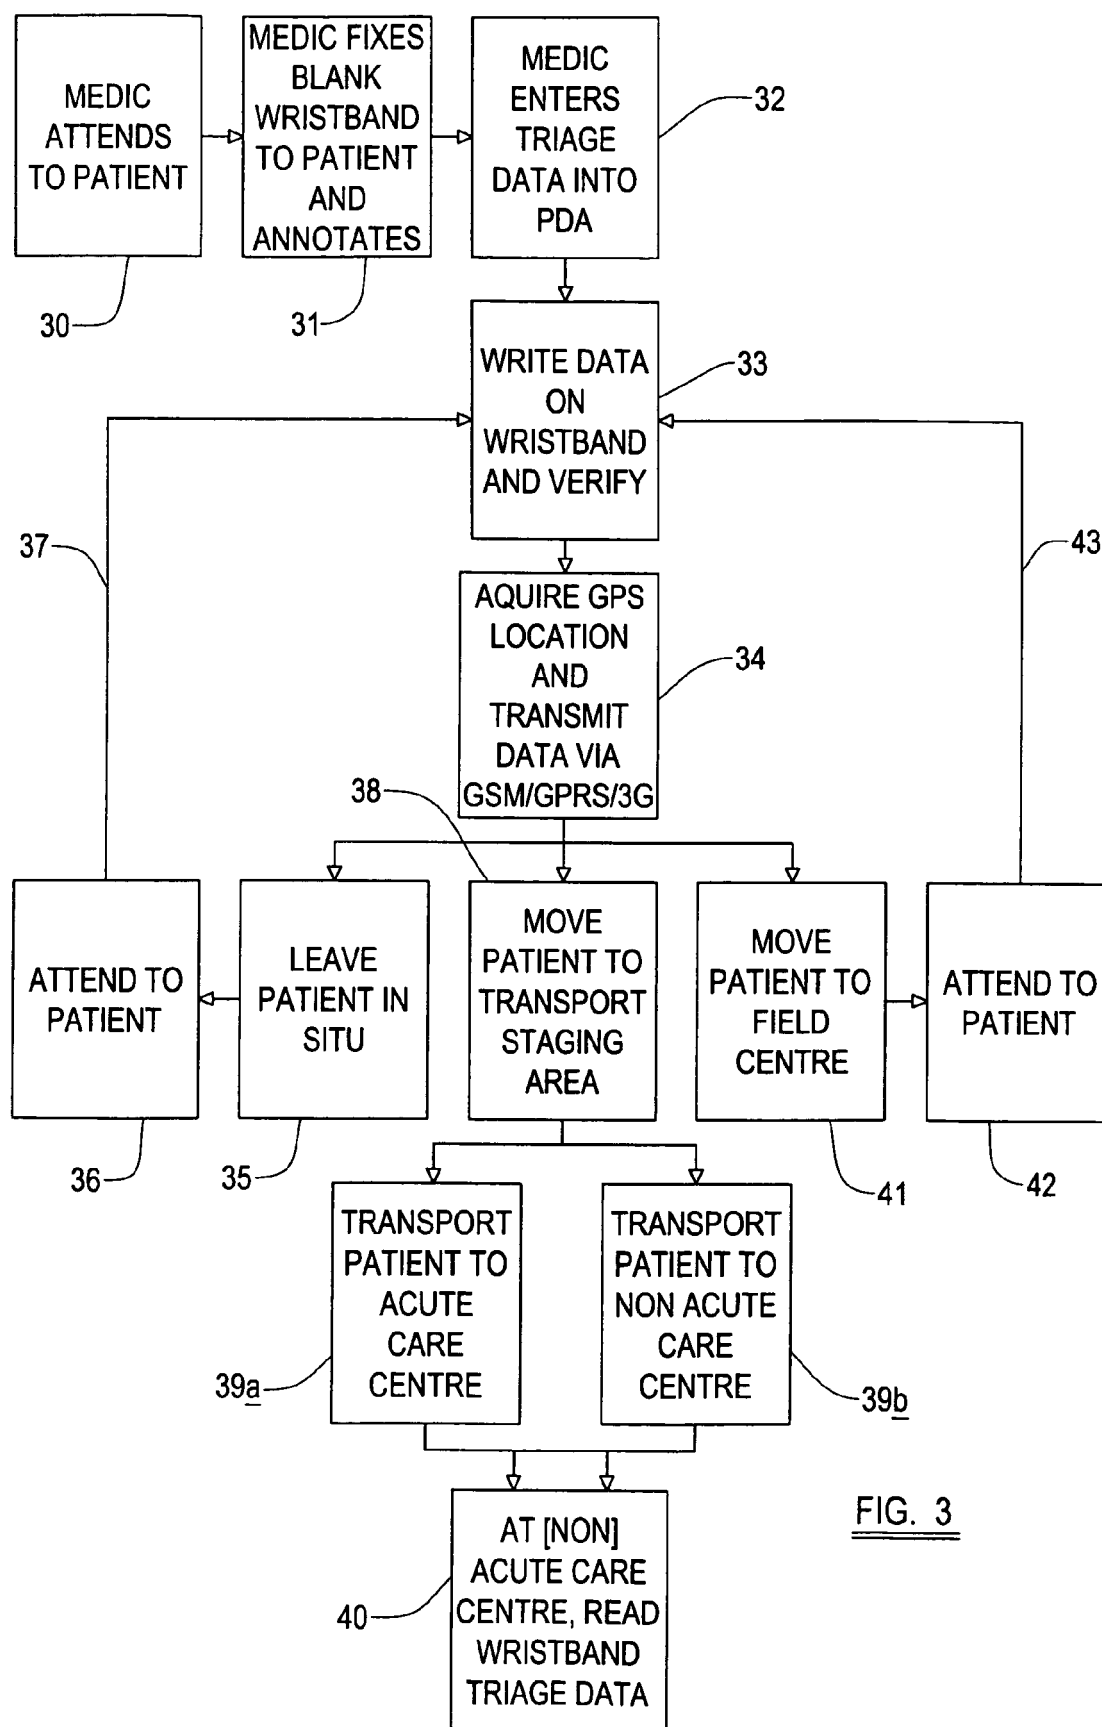 MEDIC
ATTENDS
TO PATIENT
30
MEDIC FIXES
BLANK
WRISTBAND
TO PATIENT
AND
ANNOTATES
31
MEDIC
ENTERS
TRIAGE
DATA INTO
PDA
32
WRITE DATA
ON
WRISTBAND
AND VERIFY
33
37
43
AQUIRE GPS
LOCATION
AND
TRANSMIT
DATA VIA
GSM/GPRS/3G
34
38
ATTEND TO
PATIENT
36
LEAVE
PATIENT IN
SITU
35
MOVE
PATIENT TO
TRANSPORT
STAGING
AREA
MOVE
PATIENT TO
FIELD
CENTRE
41
ATTEND TO
PATIENT
42
TRANSPORT
PATIENT TO
ACUTE
CARE
CENTRE
39a
TRANSPORT
PATIENT TO
NON ACUTE
CARE
CENTRE
39b
AT [NON]
ACUTE CARE
CENTRE, READ
WRISTBAND
TRIAGE DATA
40
FIG. 3